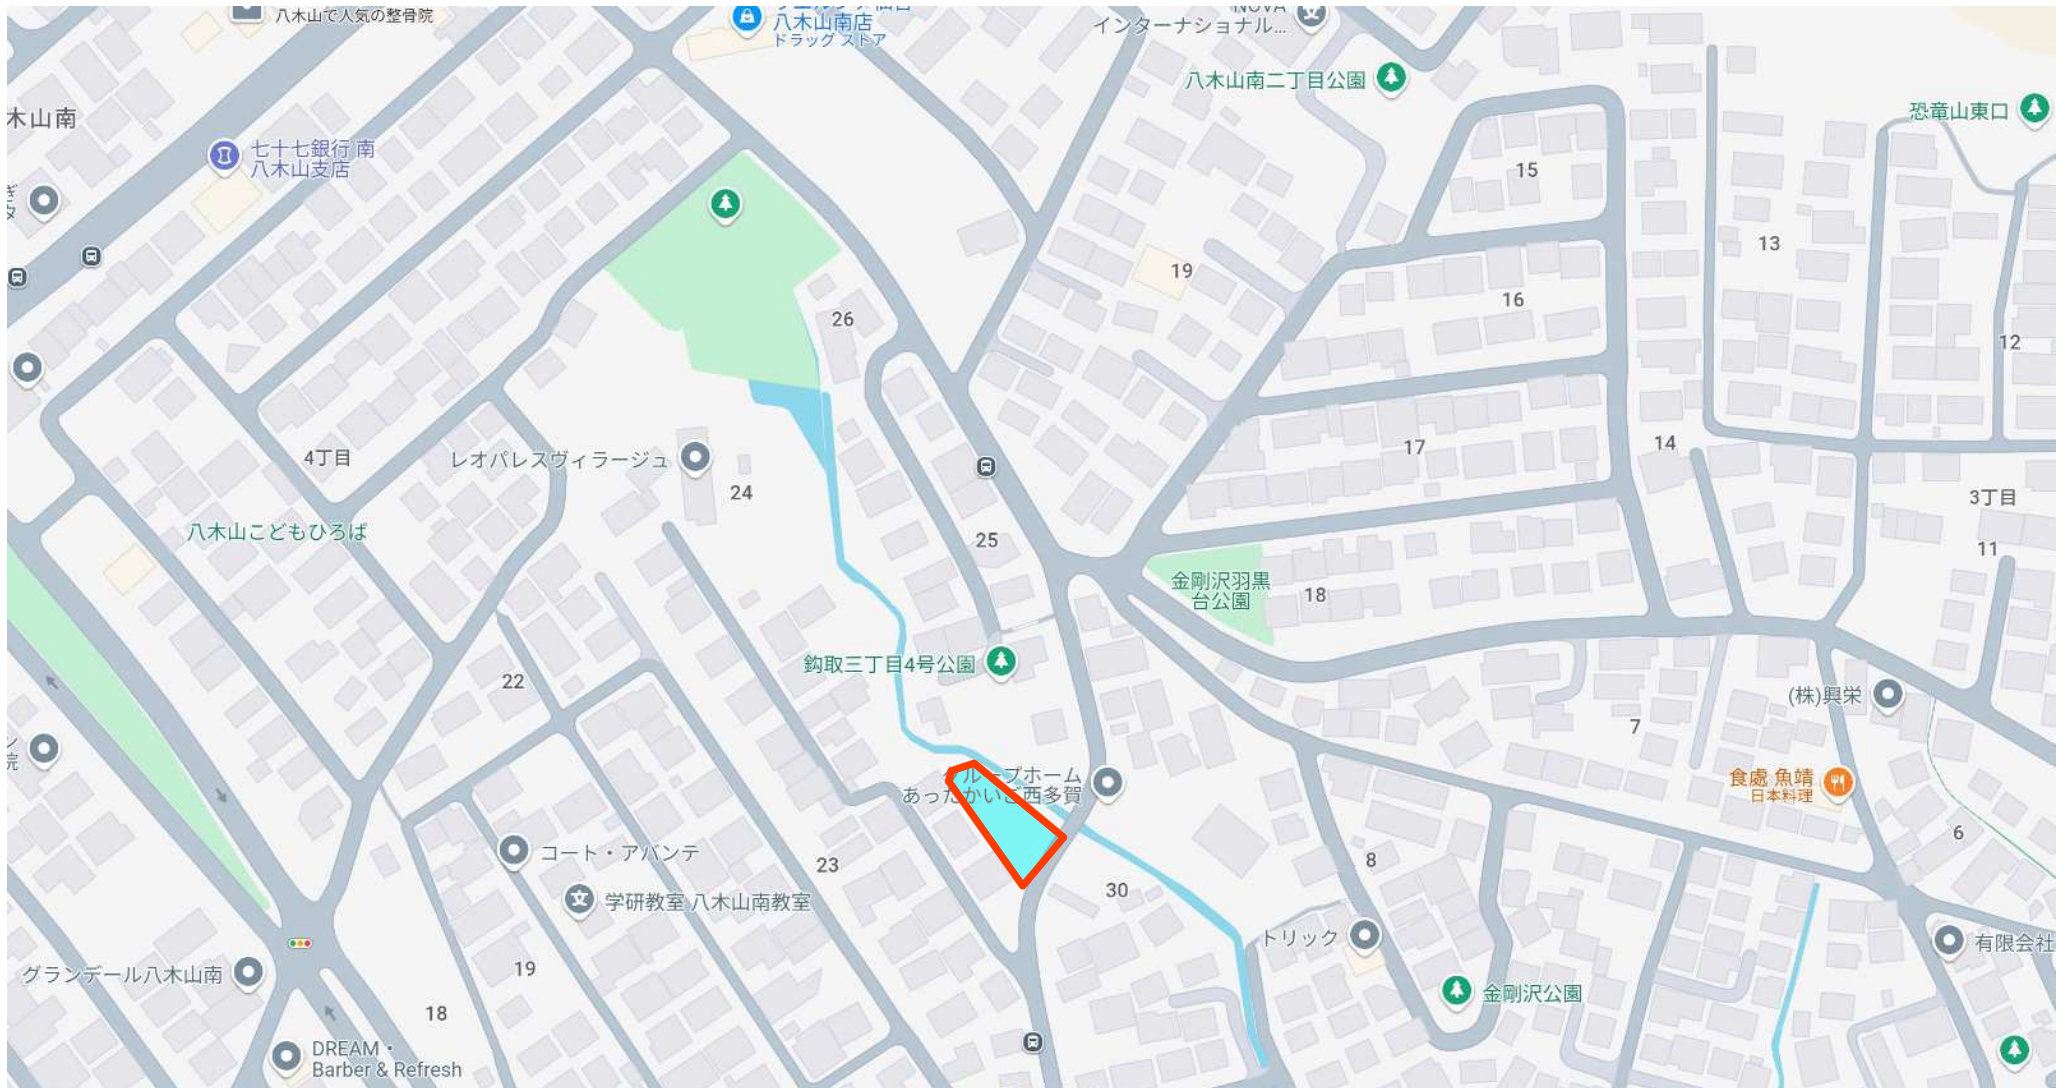 八木山で人気の整骨院
八木山南店
ドラッグストア
NOVA
インターナショナル...
八木山南二丁目公園
恐竜山東口
木山南
七十七銀行 南
八木山支店
15
13
19
16
26
12
17
14
4丁目
レオパレスヴィラージュ
24
3丁目
八木山こどもひろば
25
11
金剛沢羽黒
台公園
18
鈎取三丁目4号公園
22
(株)興栄
7
グループホーム
あったかいご西多賀
食處 魚靖
日本料理
6
コート・アバンテ
23
8
学研教室 八木山南教室
30
トリック
有限会社
グランデール八木山南
19
金剛沢公園
18
DREAM・
Barber & Refresh